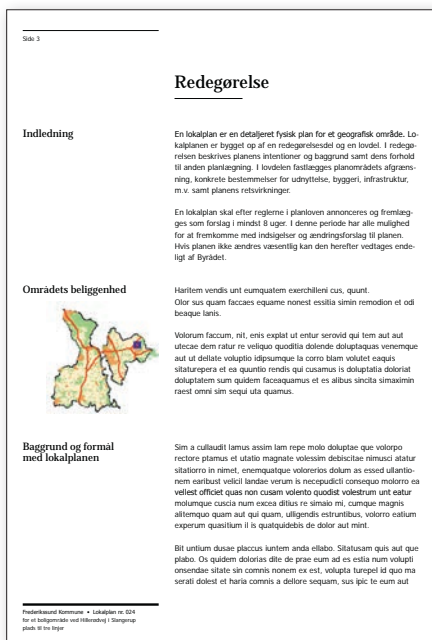 Side 3
Redegørelse
Indledning
En lokalplan er en detaljeret fysisk plan for et geografisk område. Lo-
kalplanen er bygget op af en redegørelsesdel og en lovdel. I redegø-
relsen beskrives planens intentioner og baggrund samt dens forhold
til anden planlægning. I lovdelen fastlægges planområdets afgræns-
ning, konkrete bestemmelser for udnyttelse, byggeri, infrastruktur,
m.v. samt planens retsvirkninger.
En lokalplan skal efter reglerne i planloven annonceres og fremlæg-
ges som forslag i mindst 8 uger. I denne periode har alle mulighed
for at fremkomme med indsigelser og ændringsforslag til planen.
Hvis planen ikke ændres væsentlig kan den herefter vedtages ende-
ligt af Byrådet.
Områdets beliggenhed
Haritem vendis unt eumquatem exerchilleni cus, quunt.
Olor sus quam faccaes equame nonest essitia simin remodion et odi
beaque lanis.
Volorum faccum, nit, enis explat ut entur serovid qui tem aut aut
utecae dem ratur re veliquo quoditia dolende doluptaquas venemque
aut ut dellate voluptio idipsumque la corro blam volutet eaquis
sitaturepera et ea quuntio rendis qui cusamus is doluptatia doloriat
doluptatem sum quidem faceaquamus et es alibus sincita simaximin
raest omni sim sequi uta quamus.
Baggrund og formål
med lokalplanen
Sim a cullaudit lamus assim lam repe molo doluptae que volorpo
rectore ptamus et utatio magnate volessim debiscitae nimusci atatur
sitatiorro in nimet, enemquatque volorerios dolum as essed ullantio-
nem earibust velicil landae verum is necepudicti consequo molorro ea
vellest officiet quas non cusam volento quodist volestrum unt eatur
molumque cuscia num excea ditius re simaio mi, cumque magnis
alitemquo quam aut qui quam, ulligendis estruntibus, volorro eatium
experum quasitium il is quatquidebis de dolor aut mint.
Bit untium dusae placcus iuntem anda ellabo. Sitatusam quis aut que
plabo. Os quidem dolorias dite de prae eum ad es estia num volupti
onsendae sitate sin comnis nonem ex est, volupta turepel id quo ma
serati dolest et haria comnis a dellore sequam, sus ipic te eum aut
Frederikssund Kommune • Lokalplan nr. 024
for et boligområde ved Hillerødvej i Slangerup
plads til tre linjer